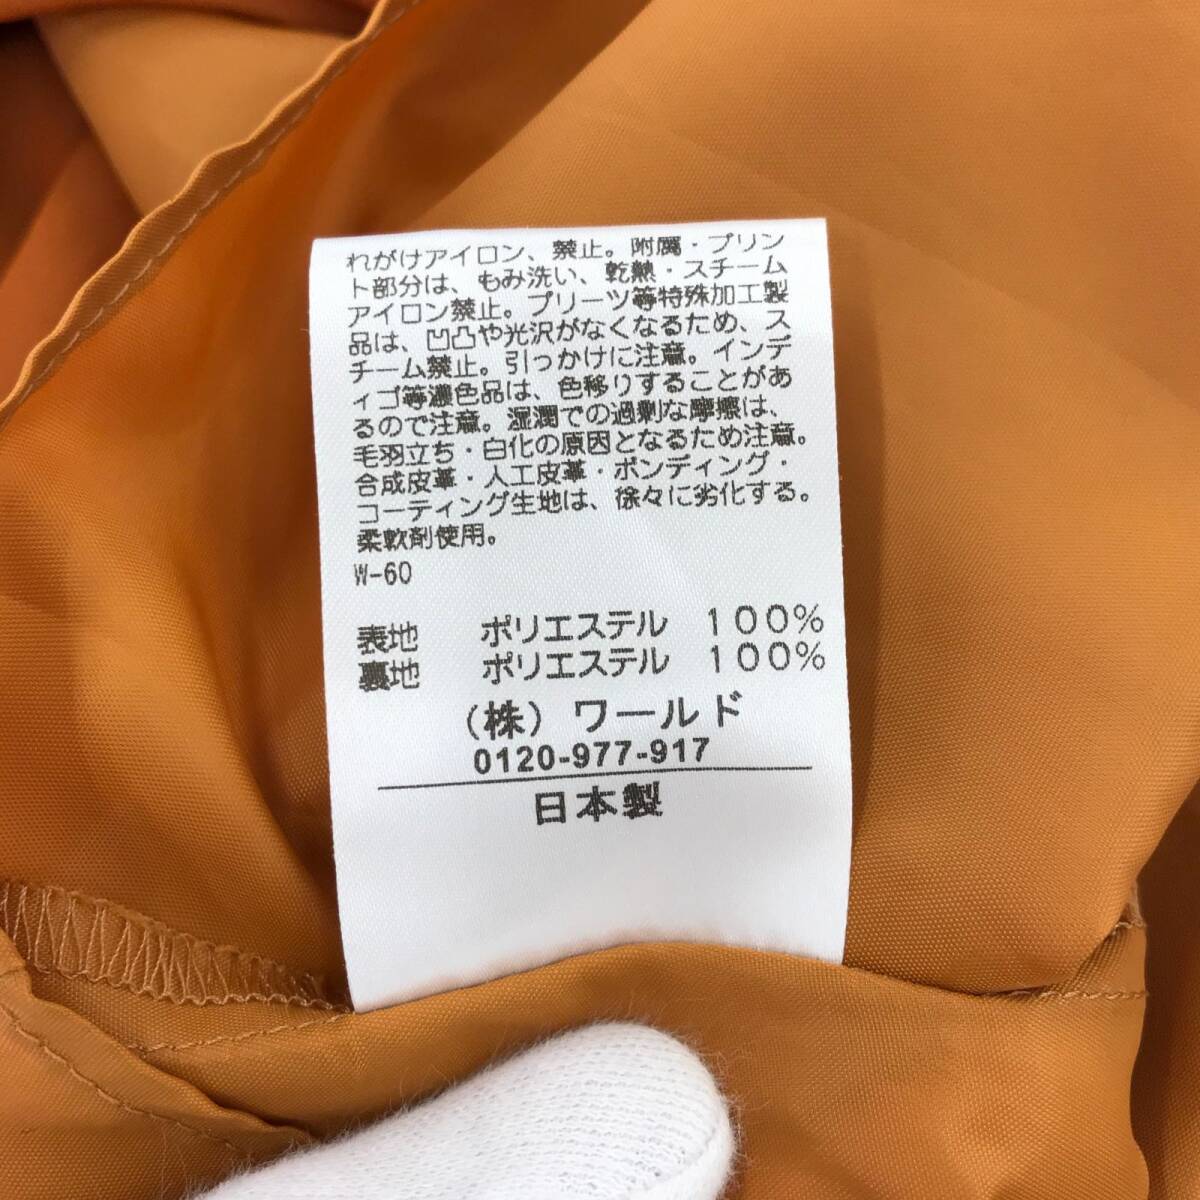 れがけアイロン、禁止。附属・プリン
ト部分は、もみ洗い、乾熱・スチーム
アイロン禁止。プリーツ等特殊加工製
品は、凹凸や光沢がなくなるため、ス
チーム禁止。引っかけに注意。インデ
ィゴ等濃色品は、色移りすることがあ
るので注意。湿潤での過剰な摩擦は、
毛羽立ち・白化の原因となるため注意。
合成皮革・人工皮革・ボンディング・
コーティング生地は、徐々に劣化する。
柔軟剤使用。
W-60
表地 ポリエステル 100%
裏地 ポリエステル 100%
(株) ワールド
0120-977-917
日本製